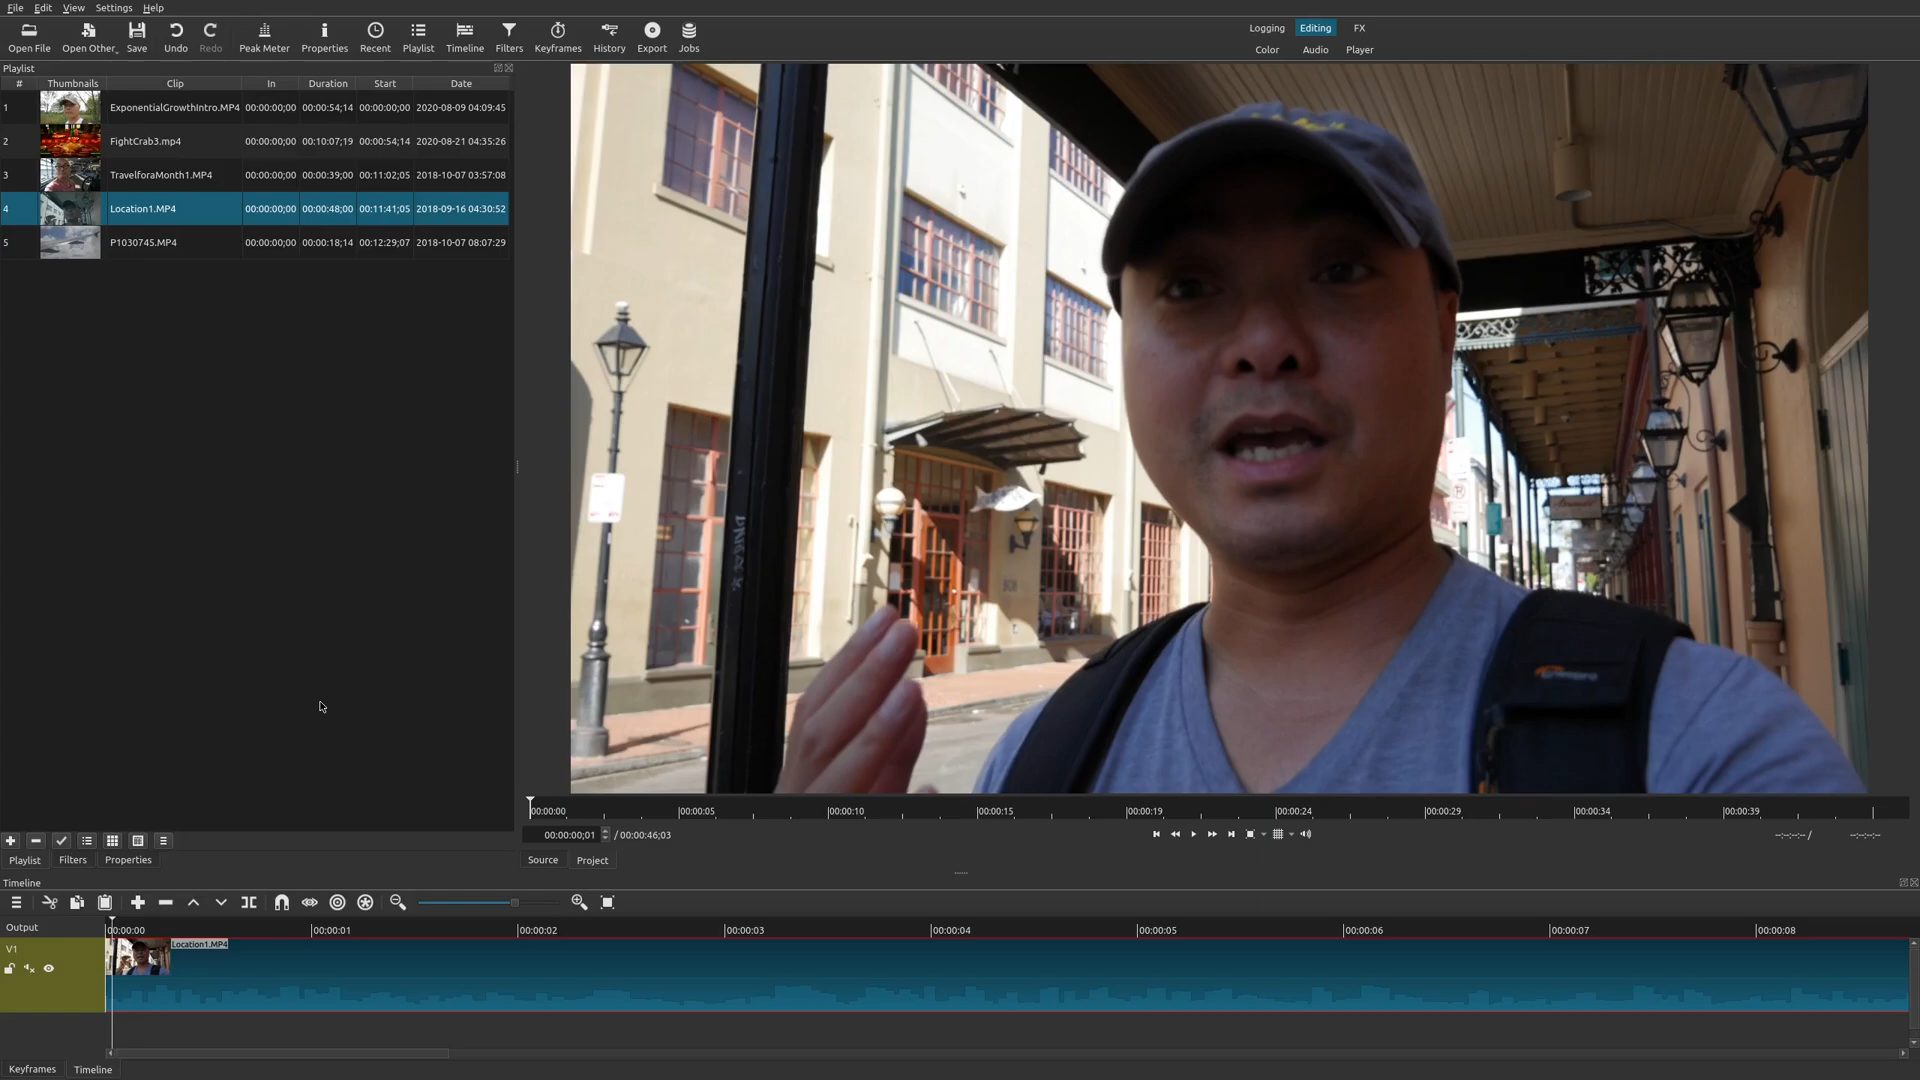 File Edit View Settings Help
Open File Open Other Save Undo Redo Peak Meter Properties Recent Playlist Timeline Filters Keyframes History Export Jobs
Logging Editing FX
Color Audio Player
Playlist
# Thumbnails Clip In Duration Start Date
1 ExponentialGrowthIntro.MP4 00:00:00;00 00:00:54;14 00:00:00;00 2020-08-09 04:09:45
2 FightCrab3.mp4 00:00:00;00 00:10:07;19 00:00:54;14 2020-08-21 04:35:26
3 TravelforaMonth1.MP4 00:00:00;00 00:00:39;00 00:11:02;05 2018-10-07 03:57:08
4 Location1.MP4 00:00:00;00 00:00:48;00 00:11:41;05 2018-09-16 04:30:52
5 P1030745.MP4 00:00:00;00 00:00:18;14 00:12:29;07 2018-10-07 08:07:29
00:00:00 00:00:05 00:00:10 00:00:15 00:00:19 00:00:24 00:00:29 00:00:34 00:00:39
00:00:00;01 / 00:00:46;03 --:--:--:-- / --:--:--:--
Playlist Filters Properties
Source Project
Timeline
Output 00:00:00 00:00:01 00:00:02 00:00:03 00:00:04 00:00:05 00:00:06 00:00:07 00:00:08
V1 Location1.MP4
Keyframes Timeline